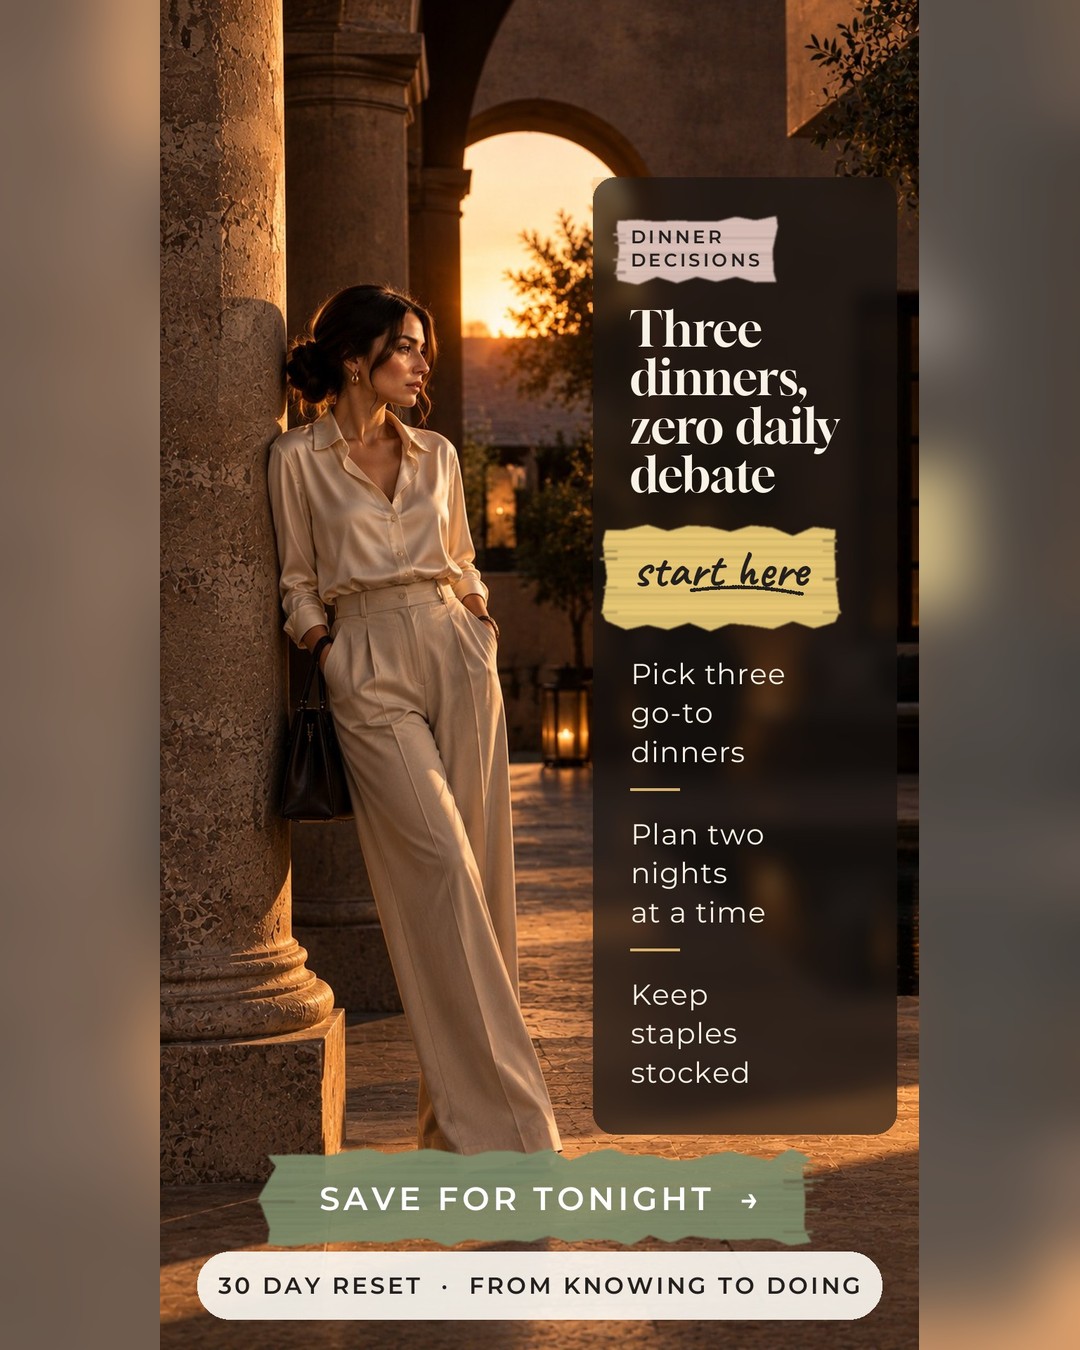 DINNER
DECISIONS
Three
dinners,
zero daily
debate
start here
Pick three
go-to
dinners
Plan two
nights
at a time
Keep
staples
stocked
SAVE FOR TONIGHT →
30 DAY RESET · FROM KNOWING TO DOING